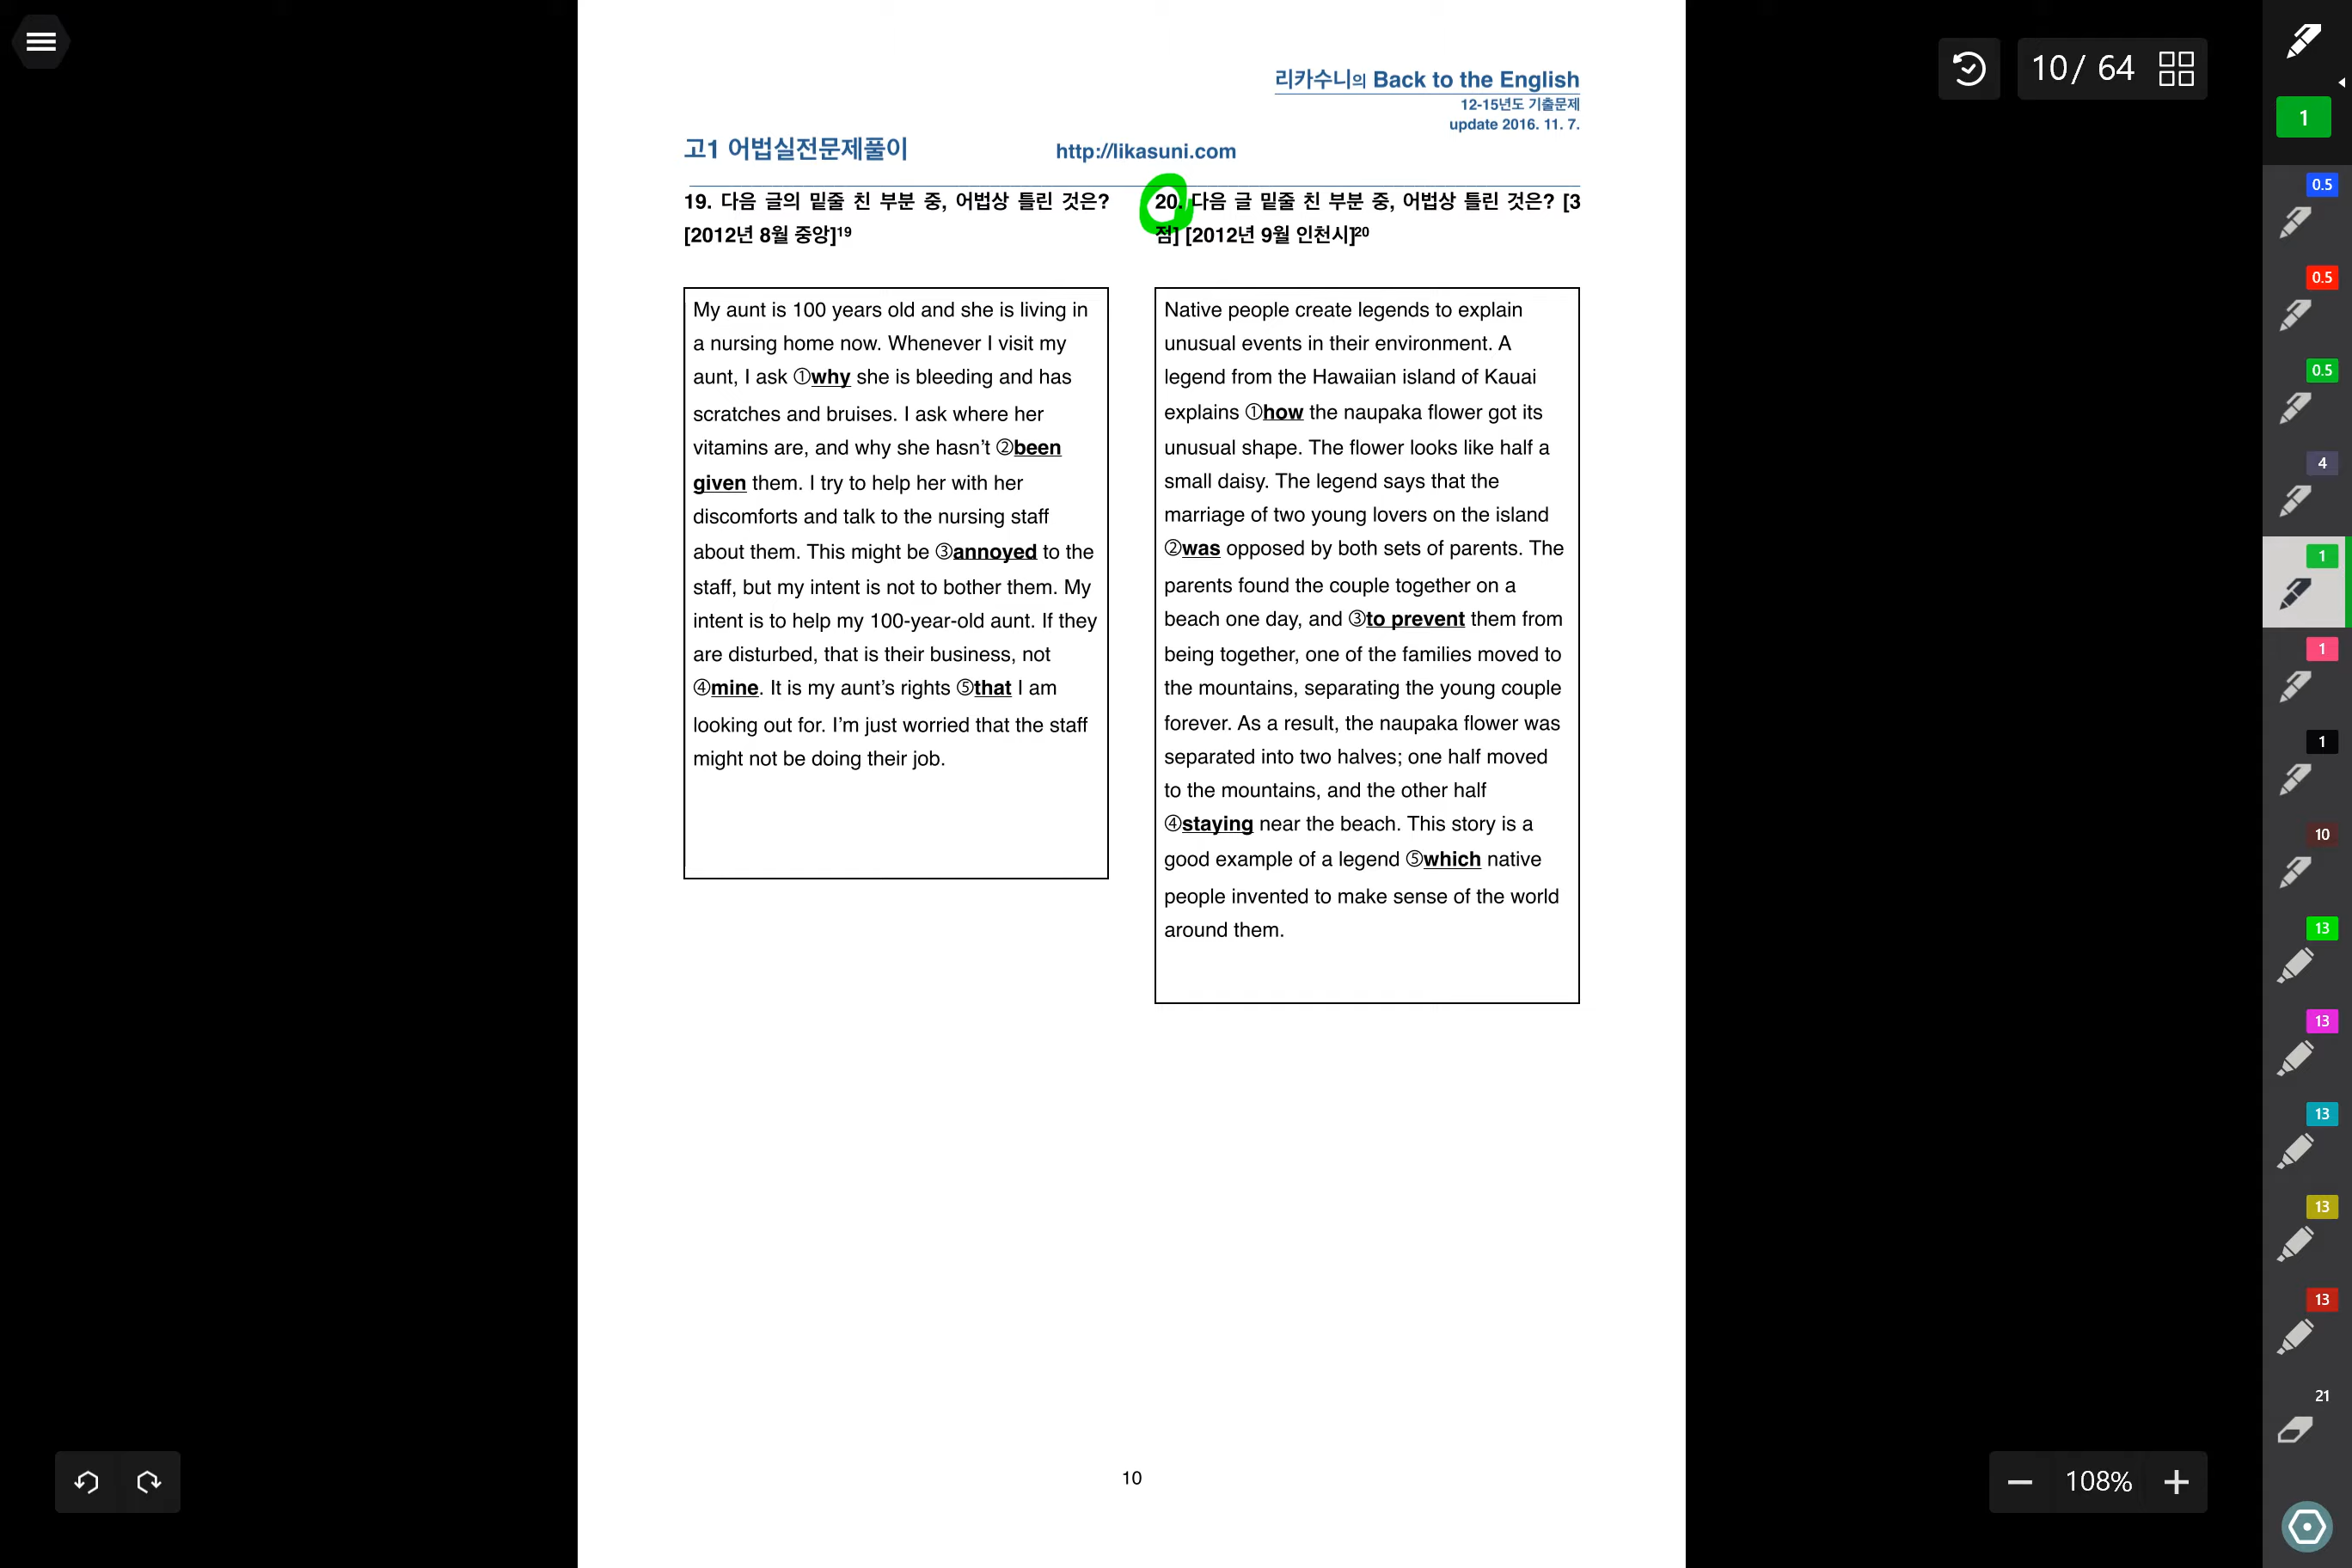 10/ 64
리카수니의 Back to the English
12-15년도 기출문제
update 2016. 11. 7.
고1 어법실전문제풀이
http://likasuni.com
19. 다음 글의 밑줄 친 부분 중, 어법상 틀린 것은?
[2012년 8월 중앙]19
My aunt is 100 years old and she is living in
a nursing home now. Whenever I visit my
aunt, I ask ①why she is bleeding and has
scratches and bruises. I ask where her
vitamins are, and why she hasn’t ②been
given them. I try to help her with her
discomforts and talk to the nursing staff
about them. This might be ③annoyed to the
staff, but my intent is not to bother them. My
intent is to help my 100-year-old aunt. If they
are disturbed, that is their business, not
④mine. It is my aunt’s rights ⑤that I am
looking out for. I’m just worried that the staff
might not be doing their job.
20. 다음 글 밑줄 친 부분 중, 어법상 틀린 것은? [3
점] [2012년 9월 인천시]20
Native people create legends to explain
unusual events in their environment. A
legend from the Hawaiian island of Kauai
explains ①how the naupaka flower got its
unusual shape. The flower looks like half a
small daisy. The legend says that the
marriage of two young lovers on the island
②was opposed by both sets of parents. The
parents found the couple together on a
beach one day, and ③to prevent them from
being together, one of the families moved to
the mountains, separating the young couple
forever. As a result, the naupaka flower was
separated into two halves; one half moved
to the mountains, and the other half
④staying near the beach. This story is a
good example of a legend ⑤which native
people invented to make sense of the world
around them.
10
108%
1
0.5
0.5
0.5
4
1
1
1
10
13
13
13
13
13
21